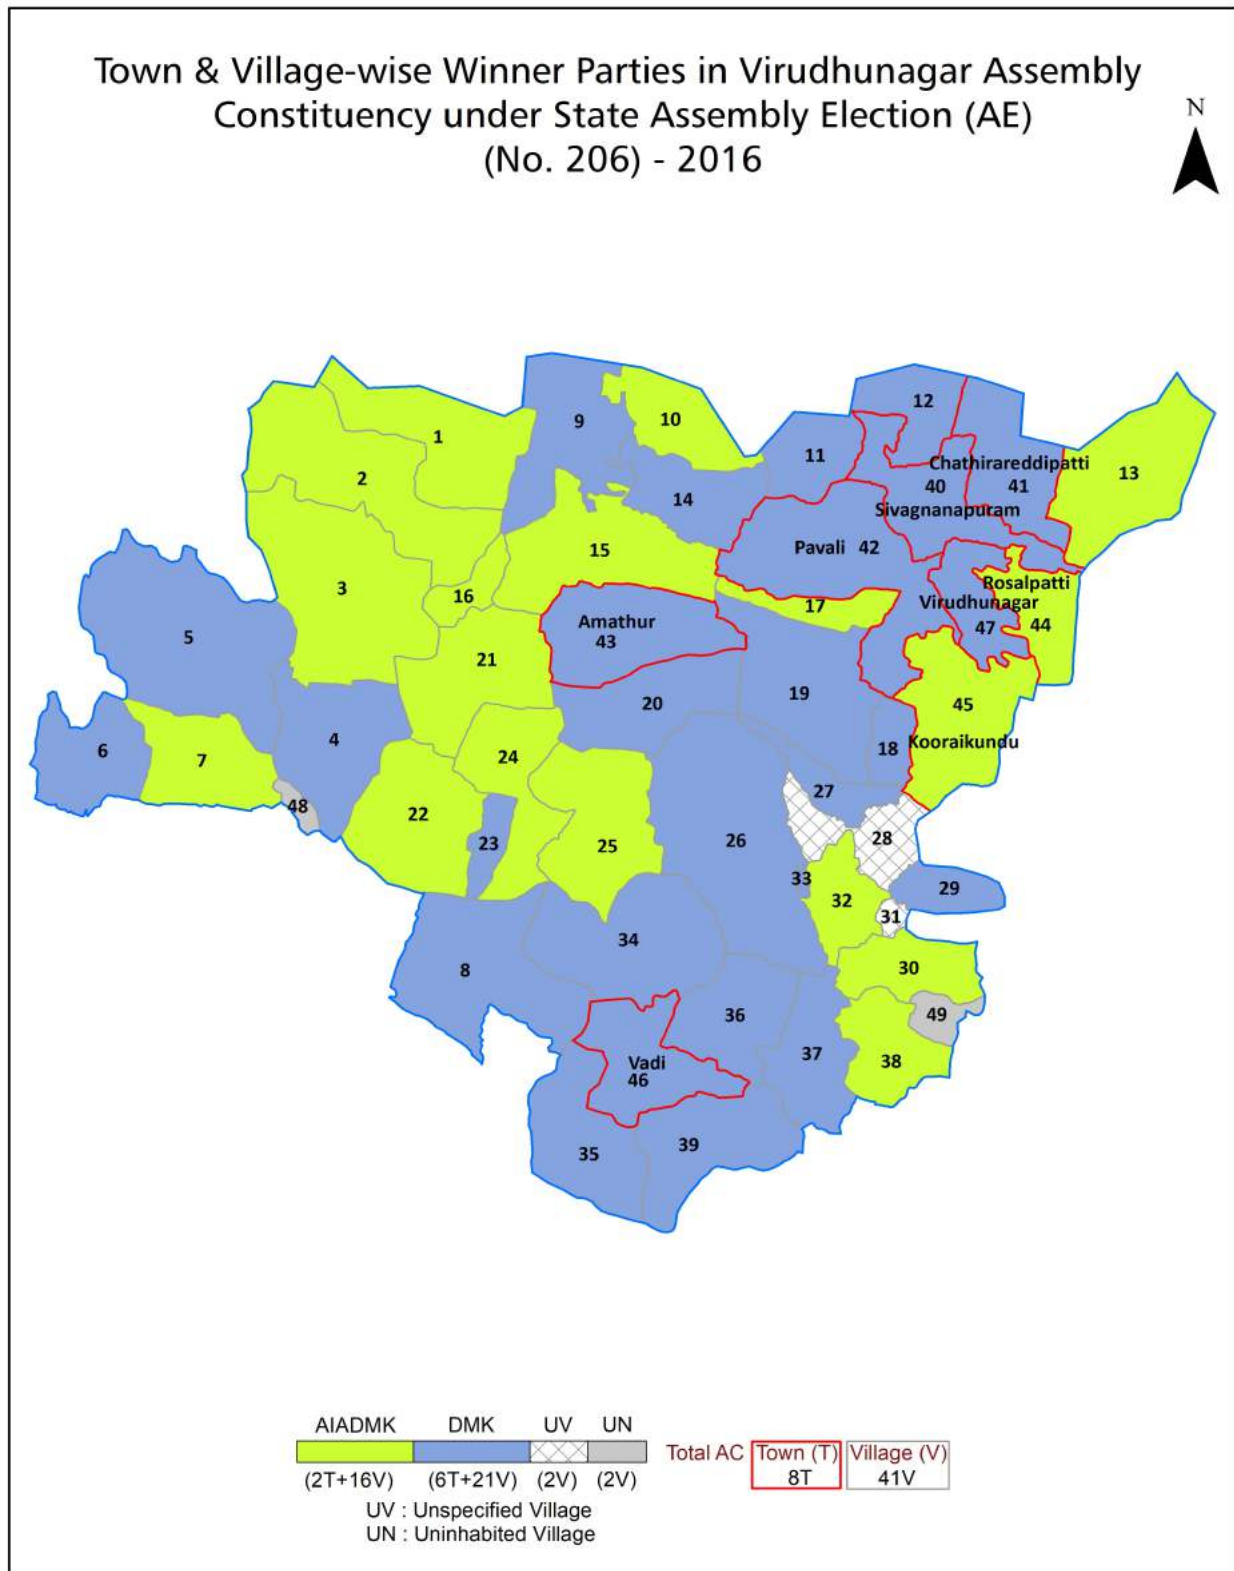 Town & Village-wise Winner Parties in Virudhunagar Assembly
Constituency under State Assembly Election (AE)
(No. 206) - 2016
N
12
10
9
1
11
Chathirareddipatti
13
2
40
41
14
Sivagnanapuram
15
Pavali 42
3
16
Rosalpatti
17
Virudhunagar
Amathur
47
44
43
5
21
19
20
45
4
6
18
Kooraikundu
7
24
27
48
22
28
23
25
26
33
29
32
31
34
30
8
36
49
37
Vadi
38
46
39
35
AIADMK DMK UV UN
Total AC Town (T) Village (V)
8T 41V
(2T+16V) (6T+21V) (2V) (2V)
UV : Unspecified Village
UN : Uninhabited Village